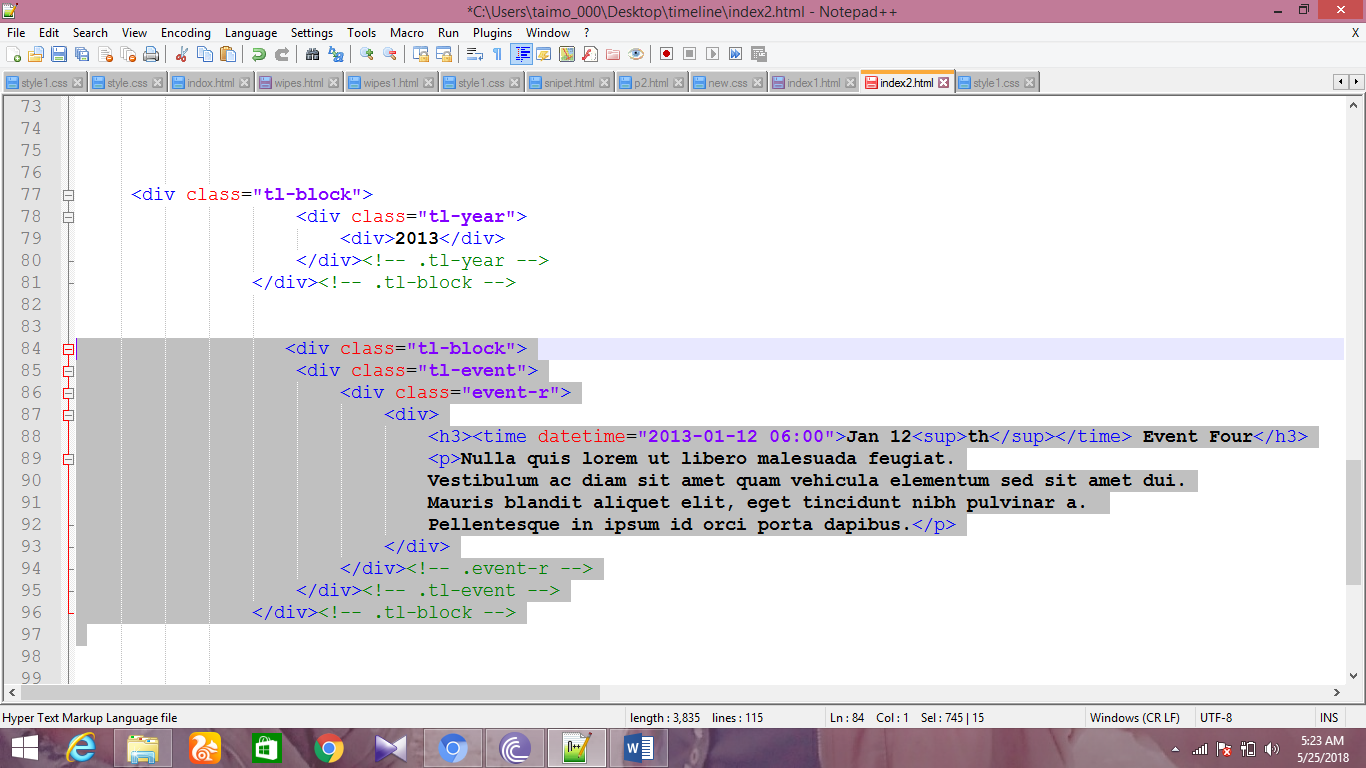 *C:\Users\taimo_000\Desktop\timeline\index2.html - Notepad++
File Edit Search View Encoding Language Settings Tools Macro Run Plugins Window ? X
style1.css style.css indox.html wipes.html wipes1.html style1.css snipet.html p2.html new.css index1.html index2.html style1.css
73
74
75
76
77 <div class="tl-block">
78 <div class="tl-year">
79 <div>2013</div>
80 </div><!-- .tl-year -->
81 </div><!-- .tl-block -->
82
83
84 <div class="tl-block">
85 <div class="tl-event">
86 <div class="event-r">
87 <div>
88 <h3><time datetime="2013-01-12 06:00">Jan 12<sup>th</sup></time> Event Four</h3>
89 <p>Nulla quis lorem ut libero malesuada feugiat.
90 Vestibulum ac diam sit amet quam vehicula elementum sed sit amet dui.
91 Mauris blandit aliquet elit, eget tincidunt nibh pulvinar a.
92 Pellentesque in ipsum id orci porta dapibus.</p>
93 </div>
94 </div><!-- .event-r -->
95 </div><!-- .tl-event -->
96 </div><!-- .tl-block -->
97
98
99
Hyper Text Markup Language file length : 3,835 lines : 115 Ln : 84 Col : 1 Sel : 745 | 15 Windows (CR LF) UTF-8 INS
5:23 AM
5/25/2018